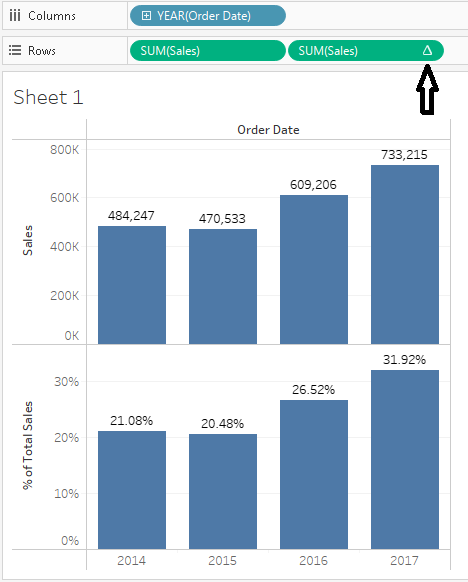 Columns YEAR(Order Date)
Rows SUM(Sales) SUM(Sales) Δ
Sheet 1
Order Date
800K
600K
400K
200K
0K
Sales
484,247
470,533
609,206
733,215
30%
20%
10%
0%
% of Total Sales
21.08%
20.48%
26.52%
31.92%
2014 2015 2016 2017